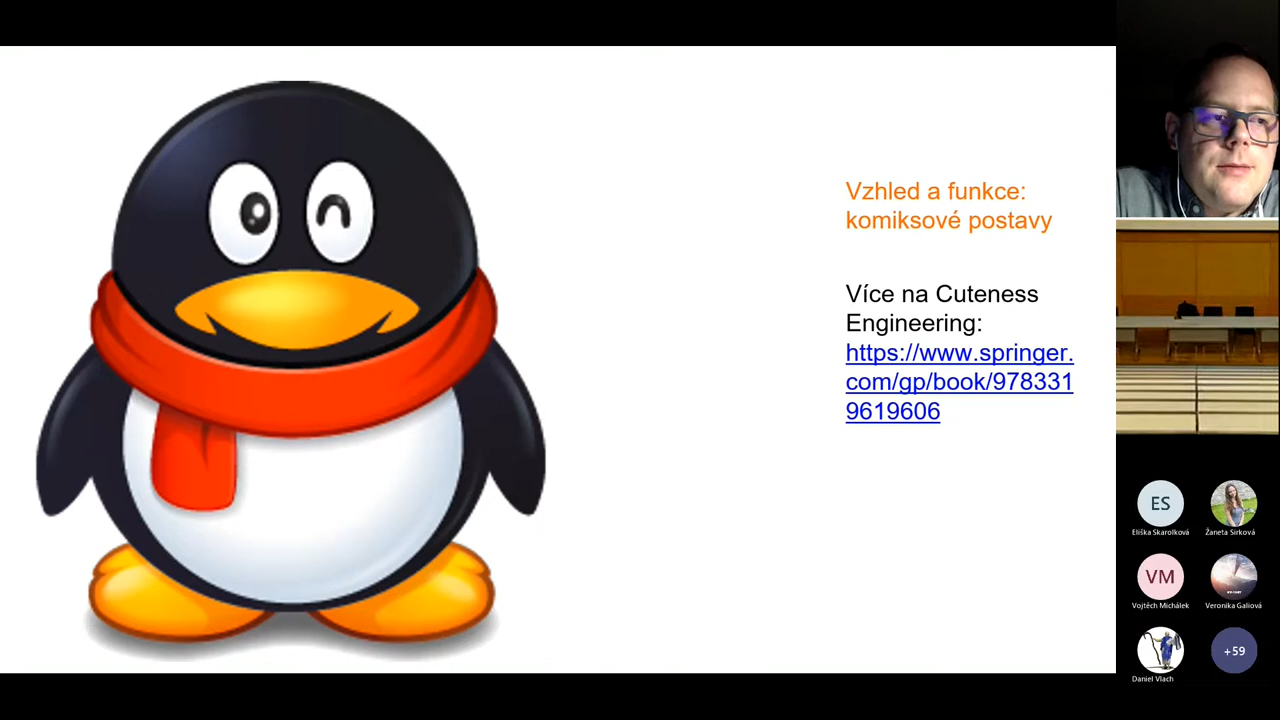 Vzhled a funkce:
komiksové postavy
Více na Cuteness
Engineering:
https://www.springer.
com/gp/book/978331
9619606
ES
Eliška Skarolková
Žaneta Sirková
VM
Vojtěch Michálek
Veronika Galiová
Daniel Vlach
+59